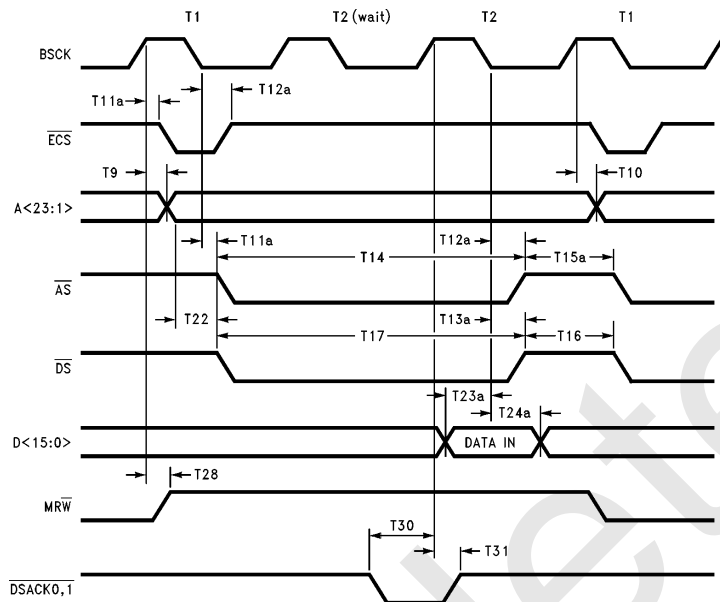 T1 T2 (wait) T2 T1
BSCK
T11a T12a
ECS
T9 T10
A<23:1>
T11a T12a
T14 T15a
AS
T22 T13a
T17 T16
DS
T23a
T24a
D<15:0> DATA IN
T28
MRW
T30
T31
DSACK0,1